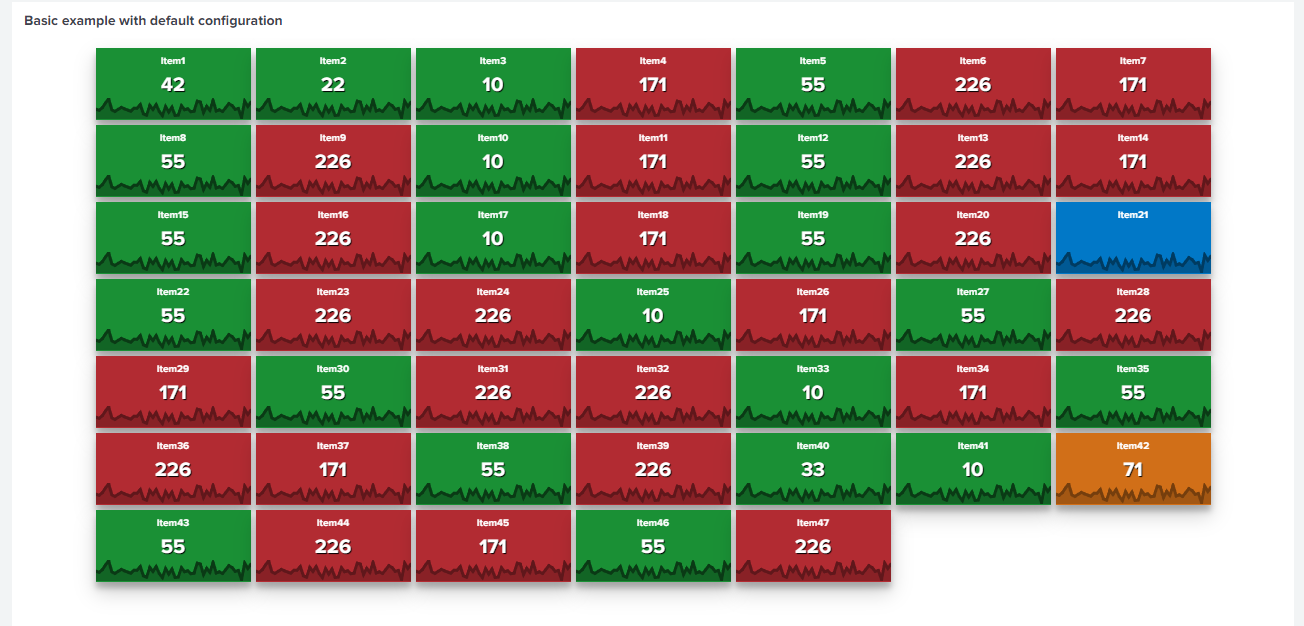 Basic example with default configuration
Item1 Item2 Item3 Item4 Item5 Item6 Item7
42 22 10 171 55 226 171
Item8 Item9 Item10 Item11 Item12 Item13 Item14
55 226 10 171 55 226 171
Item15 Item16 Item17 Item18 Item19 Item20 Item21
55 226 10 171 55 226
Item22 Item23 Item24 Item25 Item26 Item27 Item28
55 226 226 10 171 55 226
Item29 Item30 Item31 Item32 Item33 Item34 Item35
171 55 226 226 10 171 55
Item36 Item37 Item38 Item39 Item40 Item41 Item42
226 171 55 226 33 10 71
Item43 Item44 Item45 Item46 Item47
55 226 171 55 226